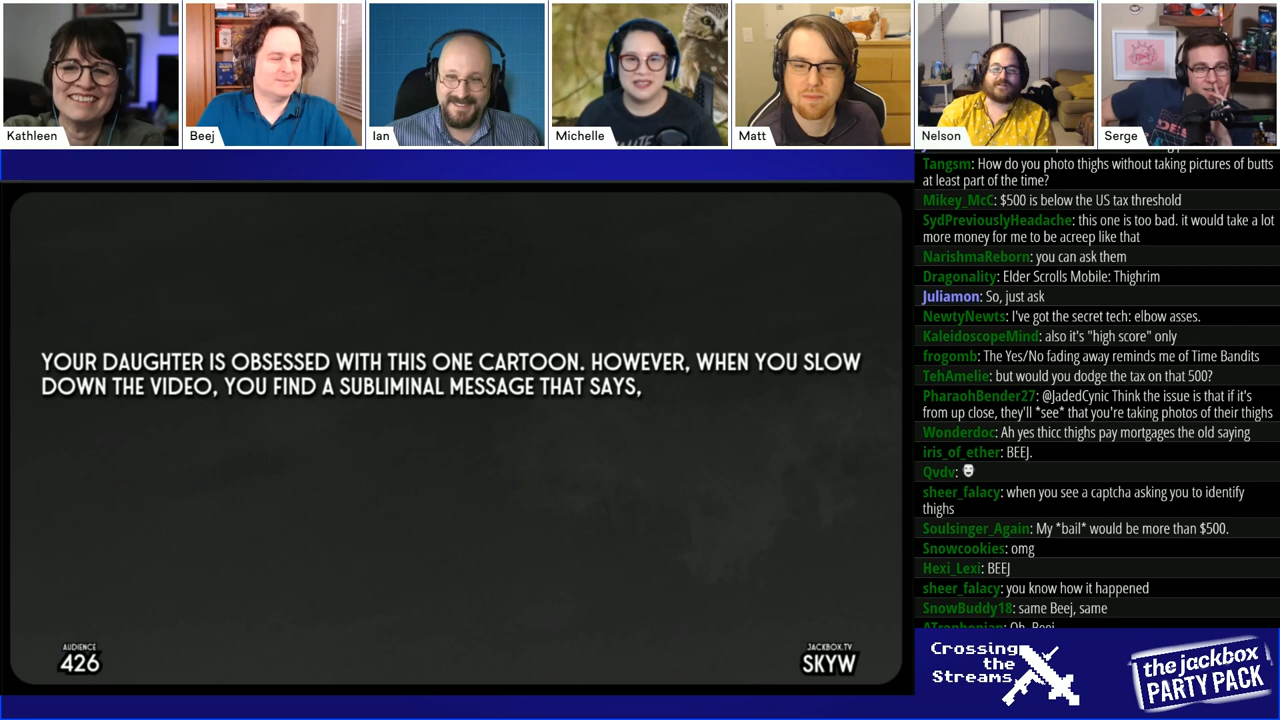 Kathleen
Beej
Ian
Michelle
Matt
Nelson
Serge
YOUR DAUGHTER IS OBSESSED WITH THIS ONE CARTOON. HOWEVER, WHEN YOU SLOW
DOWN THE VIDEO, YOU FIND A SUBLIMINAL MESSAGE THAT SAYS,
AUDIENCE
426
JACKBOX.TV
SKYW
Tangsm: How do you photo thighs without taking pictures of butts
at least part of the time?
Mikey_McC: $500 is below the US tax threshold
SydPreviouslyHeadache: this one is too bad. it would take a lot
more money for me to be acreep like that
NarishmaReborn: you can ask them
Dragonality: Elder Scrolls Mobile: Thighrim
Juliamon: So, just ask
NewtyNewts: I've got the secret tech: elbow asses.
KaleidoscopeMind: also it's "high score" only
frogomb: The Yes/No fading away reminds me of Time Bandits
TehAmelie: but would you dodge the tax on that 500?
PharaohBender27: @JadedCynic Think the issue is that if it's
from up close, they'll *see* that you're taking photos of their thighs
Wonderdoc: Ah yes thicc thighs pay mortgages the old saying
iris_of_ether: BEEJ.
Qvdv:
sheer_falacy: when you see a captcha asking you to identify
thighs
Soulsinger_Again: My *bail* would be more than $500.
Snowcookies: omg
Hexi_Lexi: BEEJ
sheer_falacy: you know how it happened
SnowBuddy18: same Beej, same
Oh, Beej
Crossing
the
Streams
the jackbox
PARTY PACK